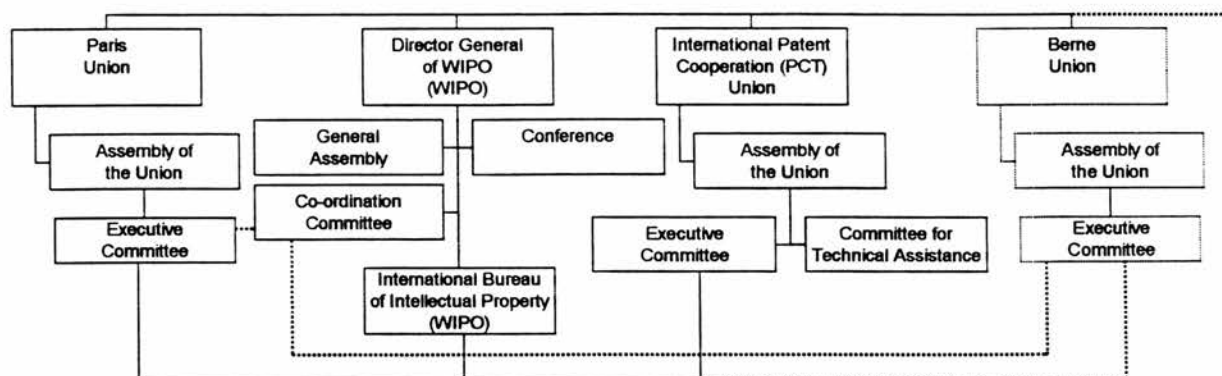 Paris
Union
Director General
of WIPO
(WIPO)
International Patent
Cooperation (PCT)
Union
Berne
Union
General
Assembly
Conference
Assembly of
the Union
Assembly of
the Union
Assembly of
the Union
Co-ordination
Committee
Executive
Committee
Executive
Committee
Committee for
Technical Assistance
Executive
Committee
International Bureau
of Intellectual Property
(WIPO)